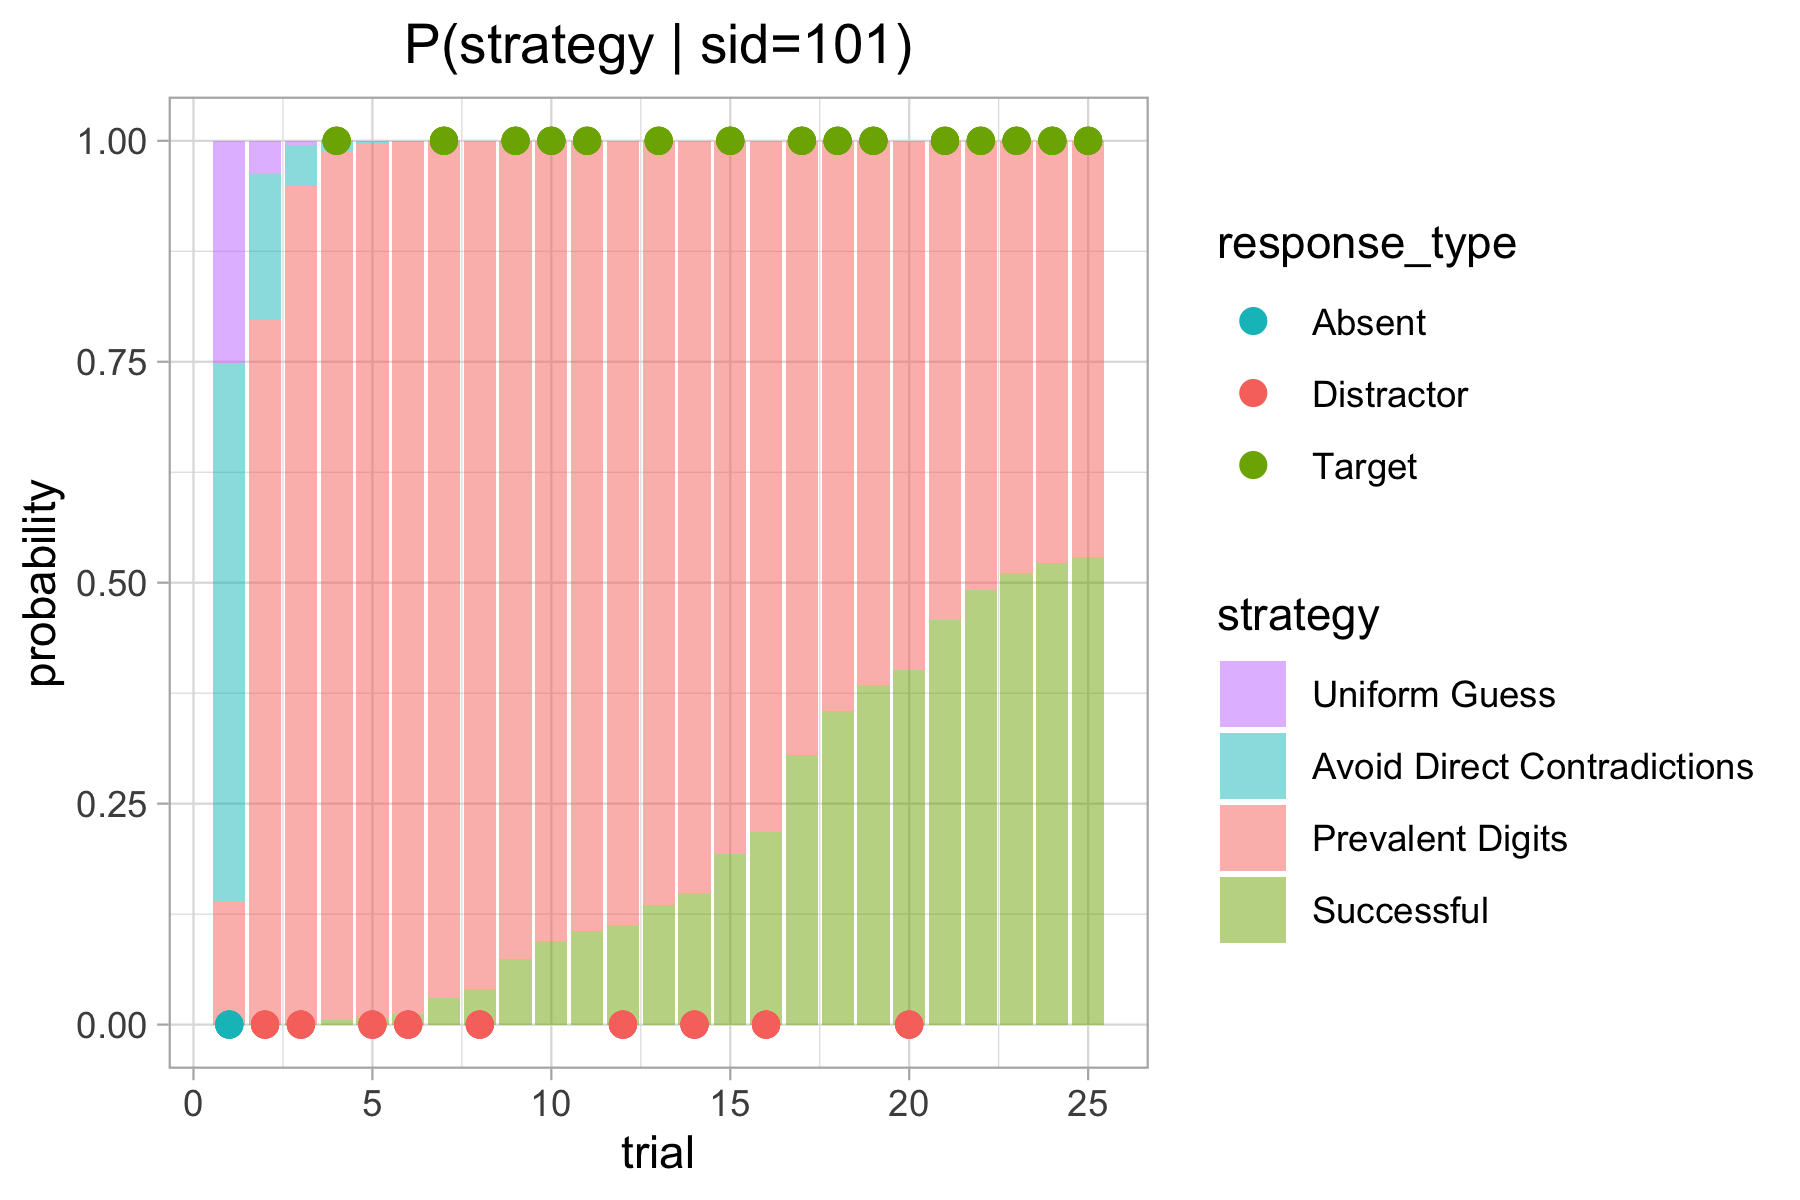 P(strategy | sid=101)
1.00
0.75
0.50
0.25
0.00
probability
0 5 10 15 20 25
trial
response_type
Absent
Distractor
Target
strategy
Uniform Guess
Avoid Direct Contradictions
Prevalent Digits
Successful